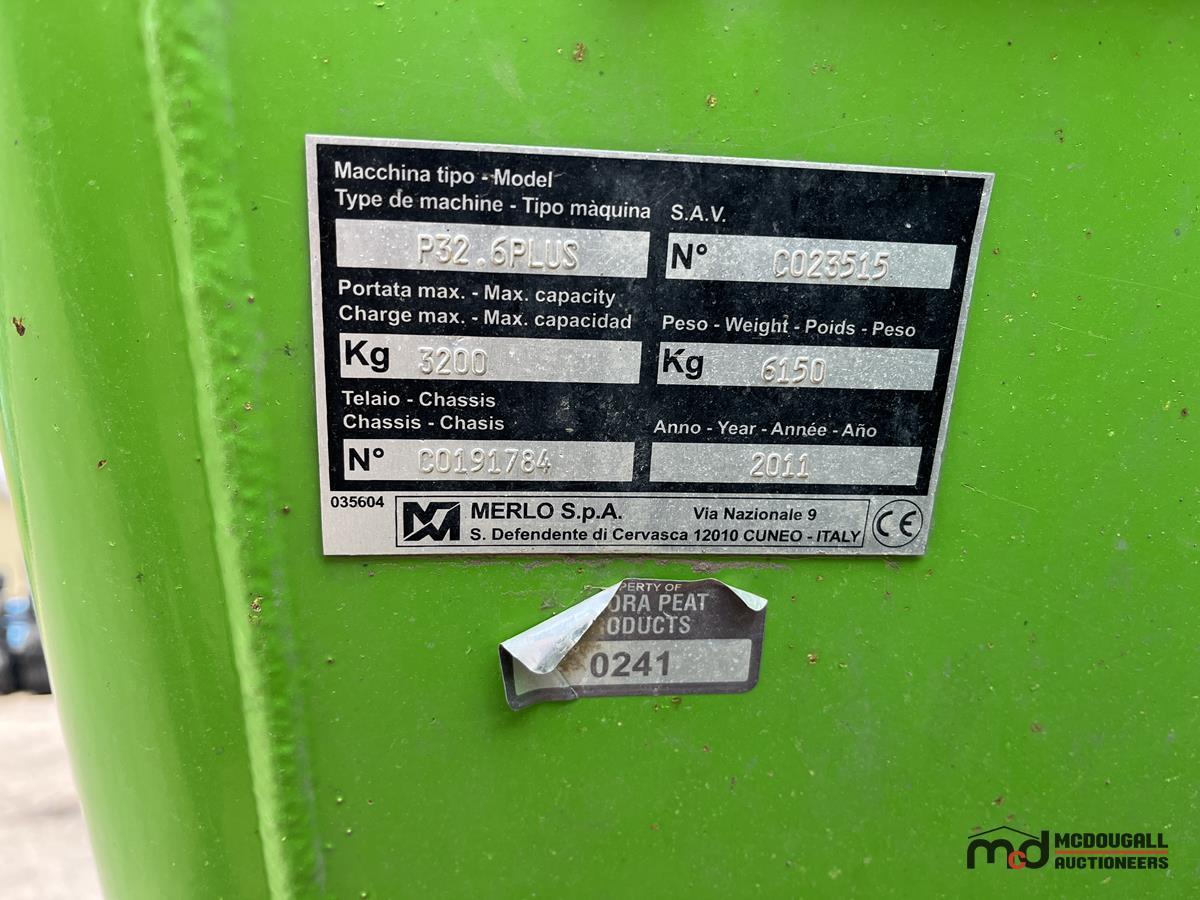 Macchina tipo - Model
Type de machine - Tipo màquina
P32.6PLUS
S.A.V.
N° C023515
Portata max. - Max. capacity
Charge max. - Max. capacidad
Kg 3200
Peso - Weight - Poids - Peso
Kg 6150
Telaio - Chassis
Chassis - Chasis
N° C0191784
Anno - Year - Année - Año
2011
035604
MERLO S.p.A.
Via Nazionale 9
S. Defendente di Cervasca 12010 CUNEO - ITALY
CE
OF
PEAT
0241
mcd
MCDOUGALL
AUCTIONEERS